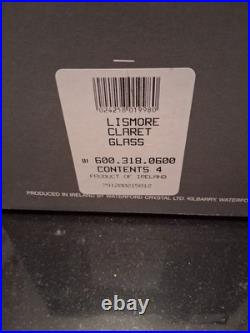 024258019980
LISMORE
CLARET
GLASS
600.318.0600
CONTENTS 4
PRODUCT OF IRELAND
PRODUCED IN IRELAND BY WATERFORD CRYSTAL LTD. KILBARRY, WATERFORD